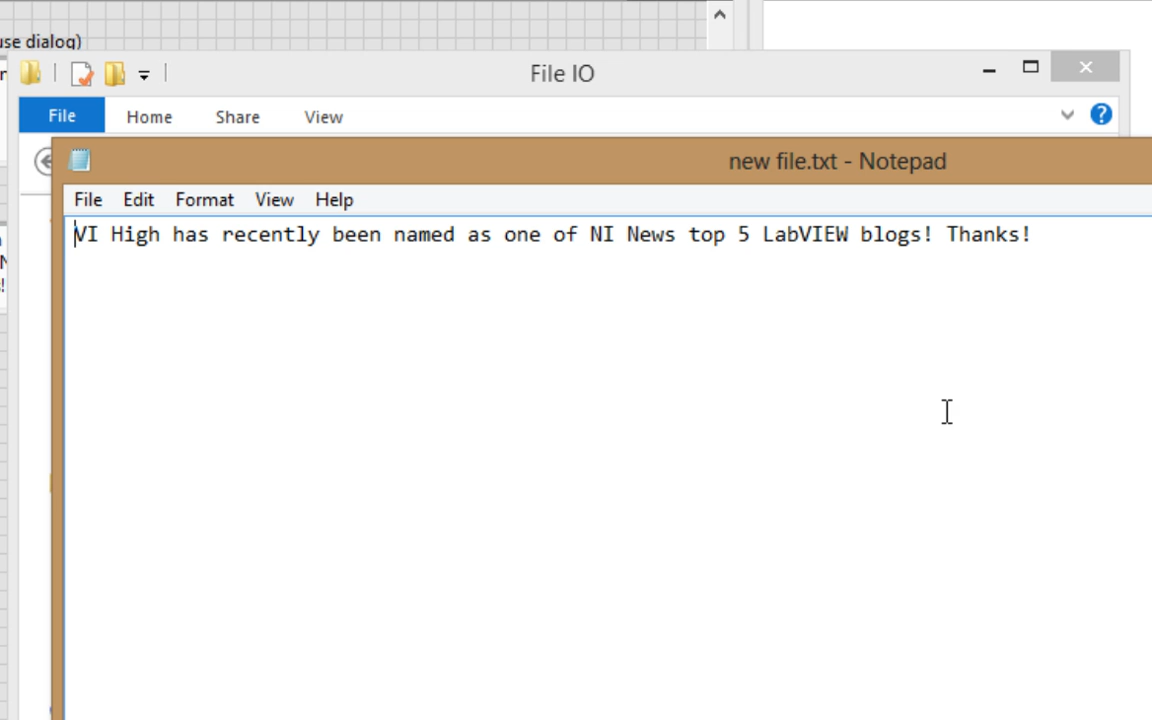 use dialog)
File IO
File Home Share View
new file.txt - Notepad
File Edit Format View Help
VI High has recently been named as one of NI News top 5 LabVIEW blogs! Thanks!